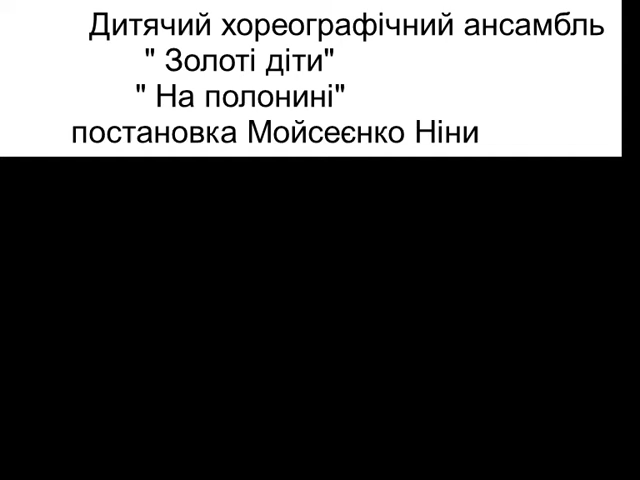 Дитячий хореографічний ансамбль
" Золоті діти"
" На полонині"
постановка Мойсеєнко Ніни